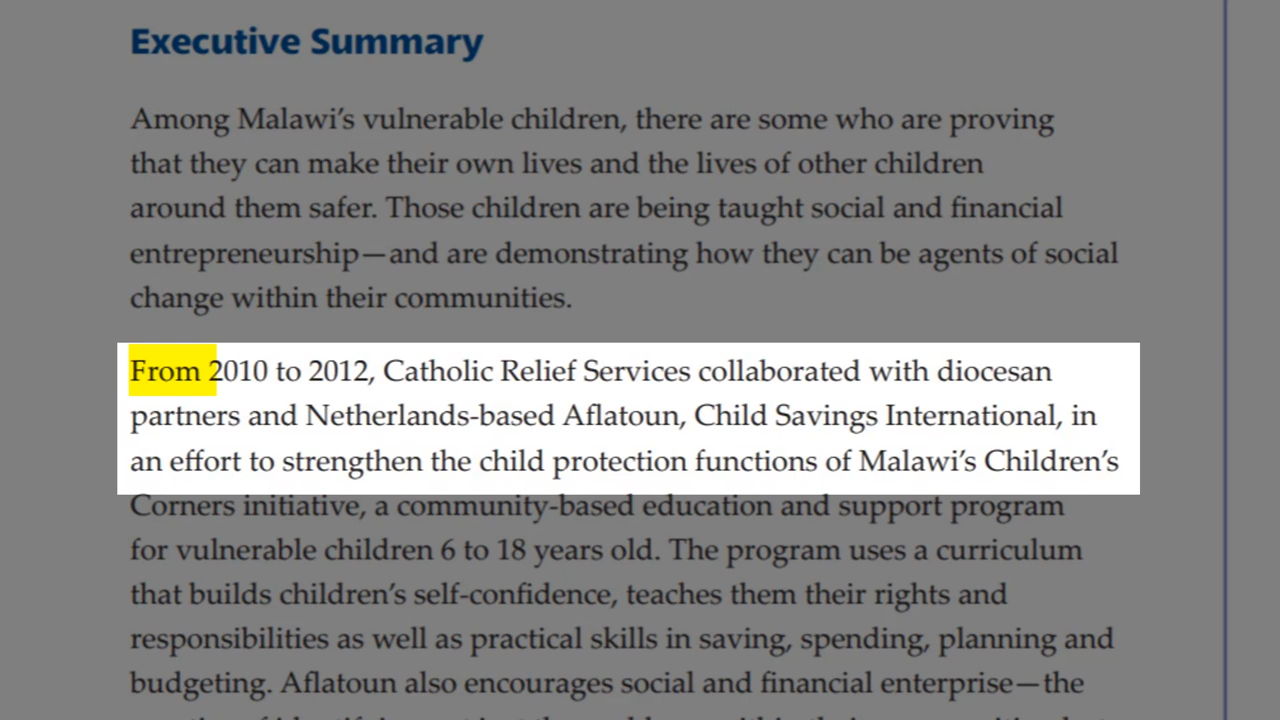 Executive Summary
Among Malawi’s vulnerable children, there are some who are proving
that they can make their own lives and the lives of other children
around them safer. Those children are being taught social and financial
entrepreneurship—and are demonstrating how they can be agents of social
change within their communities.
From 2010 to 2012, Catholic Relief Services collaborated with diocesan
partners and Netherlands-based Aflatoun, Child Savings International, in
an effort to strengthen the child protection functions of Malawi’s Children’s
Corners initiative, a community-based education and support program
for vulnerable children 6 to 18 years old. The program uses a curriculum
that builds children’s self-confidence, teaches them their rights and
responsibilities as well as practical skills in saving, spending, planning and
budgeting. Aflatoun also encourages social and financial enterprise—the